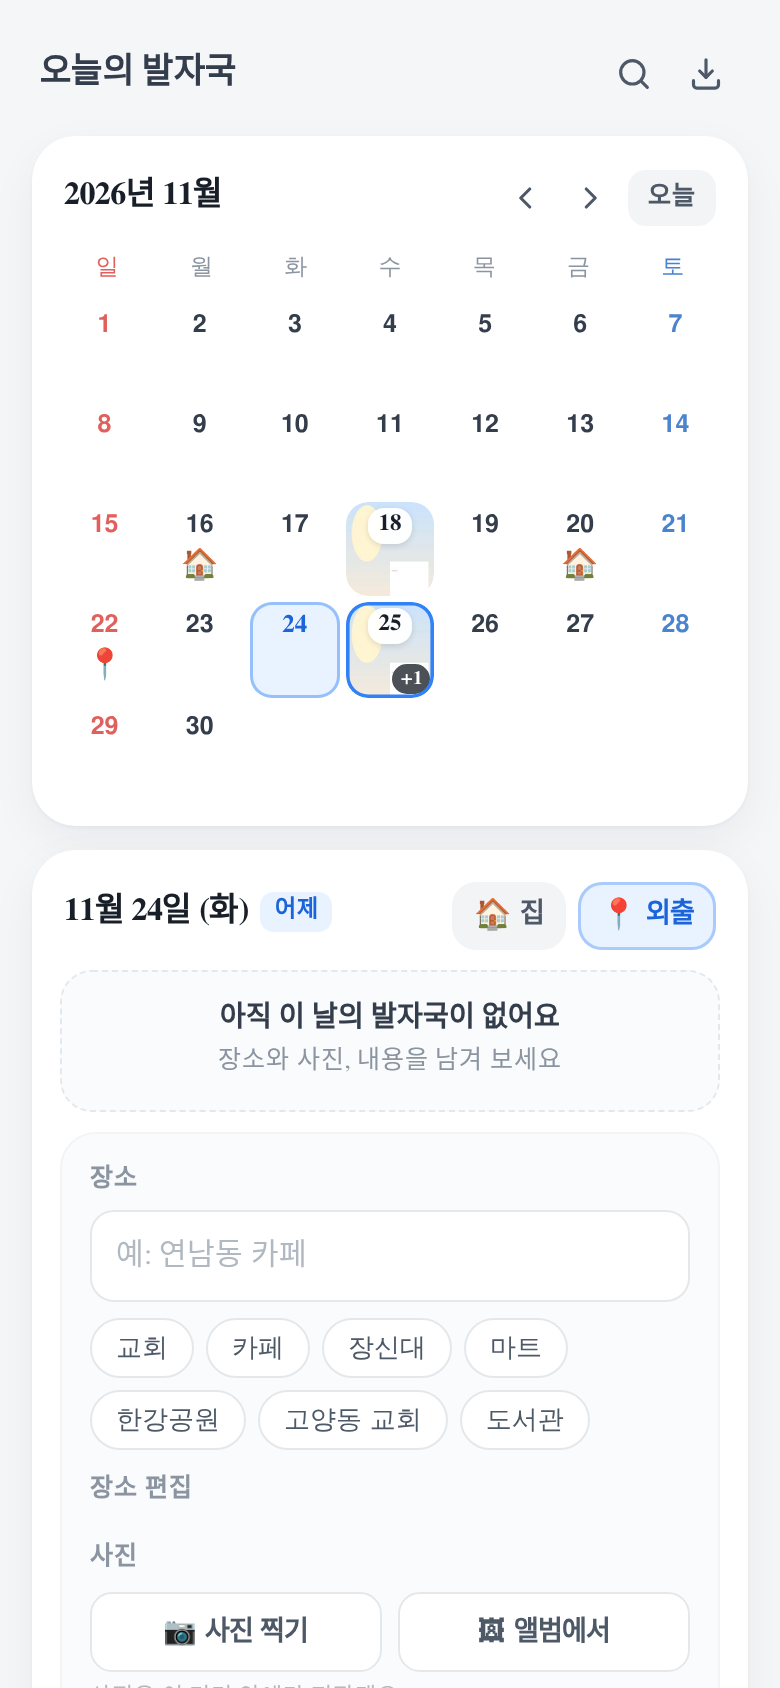 오늘의 발자국
2026년 11월
오늘
일 월 화 수 목 금 토
1 2 3 4 5 6 7
8 9 10 11 12 13 14
15 16 17 18 19 20 21
22 23 24 25 26 27 28
+1
29 30
11월 24일 (화) 어제 🏠 집 📍 외출
아직 이 날의 발자국이 없어요
장소와 사진, 내용을 남겨 보세요
장소
예: 연남동 카페
교회 카페 장신대 마트
한강공원 고양동 교회 도서관
장소 편집
사진
📷 사진 찍기 🖼 앨범에서